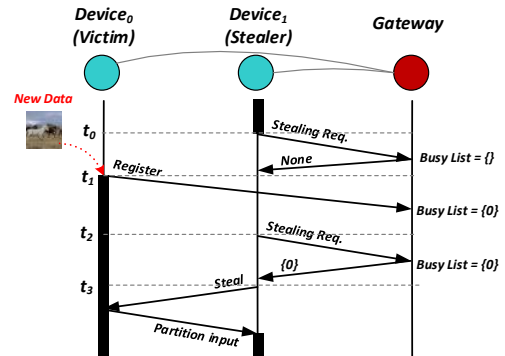 Device0 Device1 Gateway
(Victim) (Stealer)
New Data
t0
Stealing Req.
None
Busy List = {}
Register
t1
Busy List = {0}
t2
Stealing Req.
{0}
Busy List = {0}
t3
Steal
Partition input